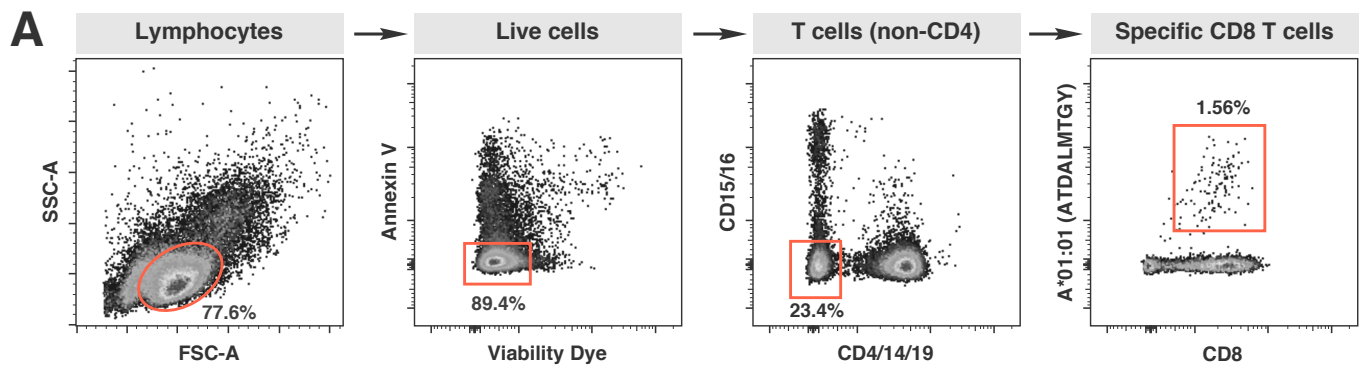 A
Lymphocytes
Live cells
T cells (non-CD4)
Specific CD8 T cells
SSC-A
77.6%
FSC-A
Annexin V
89.4%
Viability Dye
CD15/16
23.4%
CD4/14/19
A*01:01 (ATDALMTGY)
1.56%
CD8